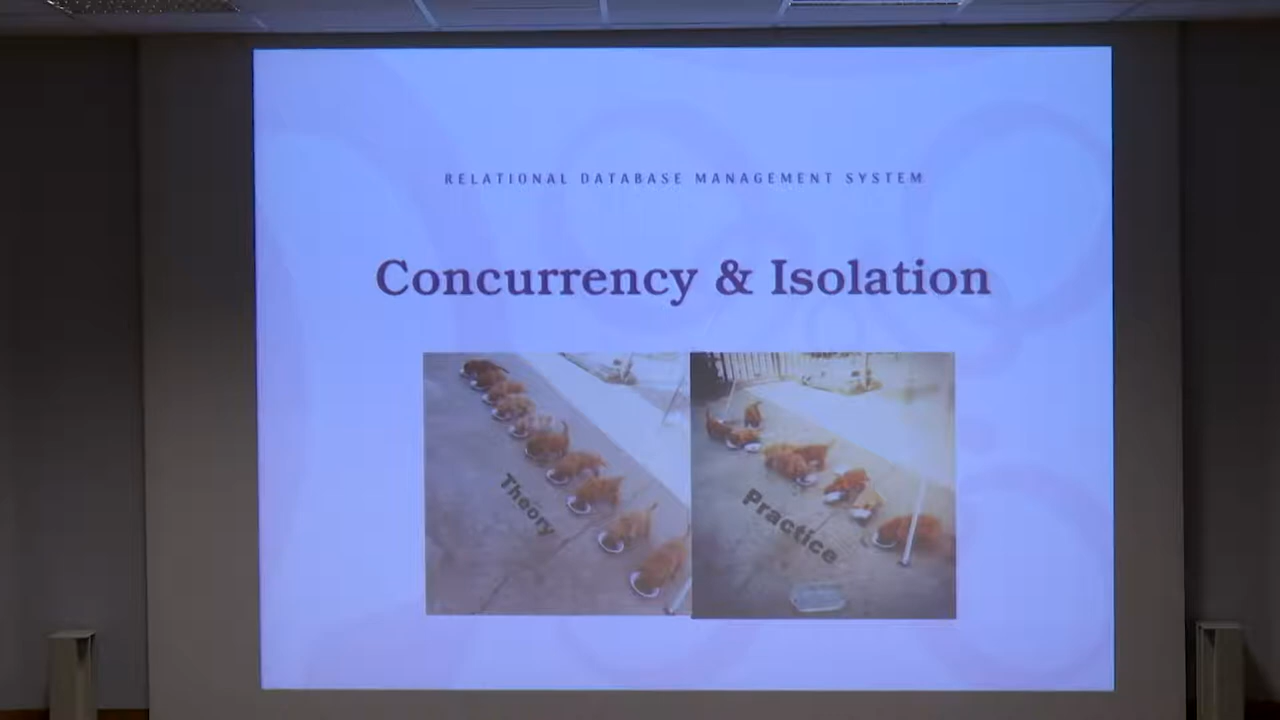 RELATIONAL DATABASE MANAGEMENT SYSTEM
Concurrency & Isolation
Theory
Practice